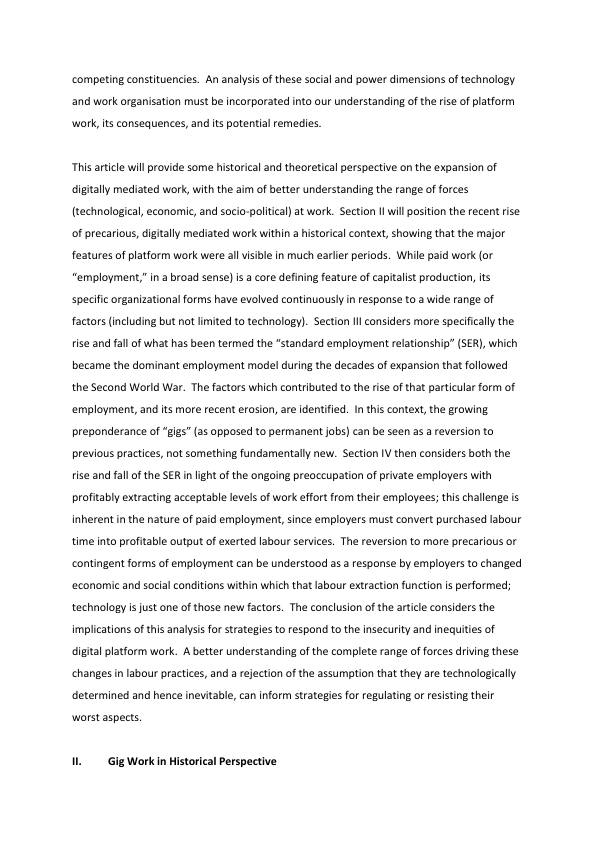 competing constituencies.  An analysis of these social and power dimensions of technology
and work organisation must be incorporated into our understanding of the rise of platform
work, its consequences, and its potential remedies.
This article will provide some historical and theoretical perspective on the expansion of
digitally mediated work, with the aim of better understanding the range of forces
(technological, economic, and socio-political) at work.  Section II will position the recent rise
of precarious, digitally mediated work within a historical context, showing that the major
features of platform work were all visible in much earlier periods.  While paid work (or
“employment,” in a broad sense) is a core defining feature of capitalist production, its
specific organizational forms have evolved continuously in response to a wide range of
factors (including but not limited to technology).  Section III considers more specifically the
rise and fall of what has been termed the “standard employment relationship” (SER), which
became the dominant employment model during the decades of expansion that followed
the Second World War.  The factors which contributed to the rise of that particular form of
employment, and its more recent erosion, are identified.  In this context, the growing
preponderance of “gigs” (as opposed to permanent jobs) can be seen as a reversion to
previous practices, not something fundamentally new.  Section IV then considers both the
rise and fall of the SER in light of the ongoing preoccupation of private employers with
profitably extracting acceptable levels of work effort from their employees; this challenge is
inherent in the nature of paid employment, since employers must convert purchased labour
time into profitable output of exerted labour services.  The reversion to more precarious or
contingent forms of employment can be understood as a response by employers to changed
economic and social conditions within which that labour extraction function is performed;
technology is just one of those new factors.  The conclusion of the article considers the
implications of this analysis for strategies to respond to the insecurity and inequities of
digital platform work.  A better understanding of the complete range of forces driving these
changes in labour practices, and a rejection of the assumption that they are technologically
determined and hence inevitable, can inform strategies for regulating or resisting their
worst aspects.
II. Gig Work in Historical Perspective